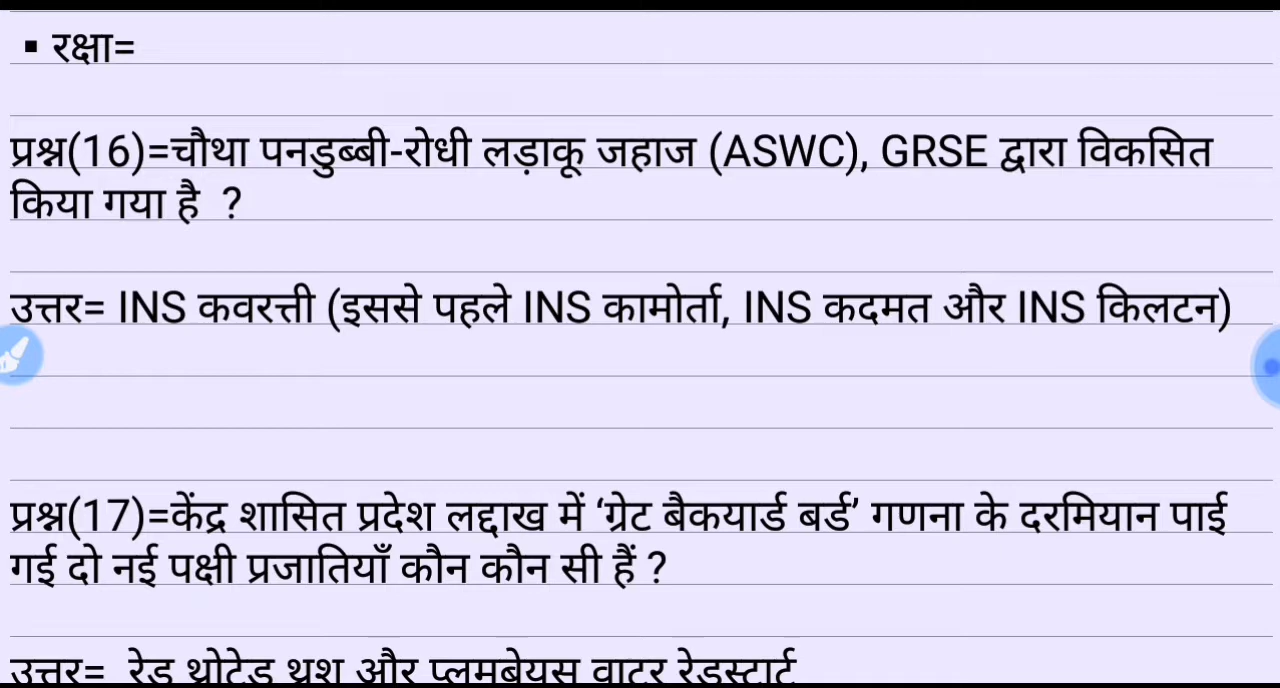 ▪ रक्षा=
प्रश्न(16)=चौथा पनडुब्बी-रोधी लड़ाकू जहाज (ASWC), GRSE द्वारा विकसित
किया गया है ?
उत्तर= INS कवरत्ती (इससे पहले INS कामोर्ता, INS कदमत और INS किलटन)
प्रश्न(17)=केंद्र शासित प्रदेश लद्दाख में ‘ग्रेट बैकयार्ड बर्ड’ गणना के दरमियान पाई
गई दो नई पक्षी प्रजातियाँ कौन कौन सी हैं ?
उत्तर= रेड थ्रोटेड थ्रश और प्लमबेयस वाटर रेडस्टार्ट